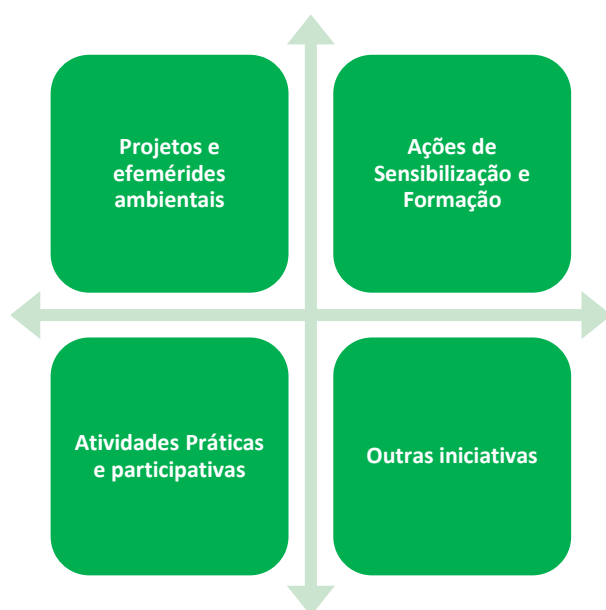 Projetos e
efemérides
ambientais
Ações de
Sensibilização e
Formação
Atividades Práticas
e participativas
Outras iniciativas